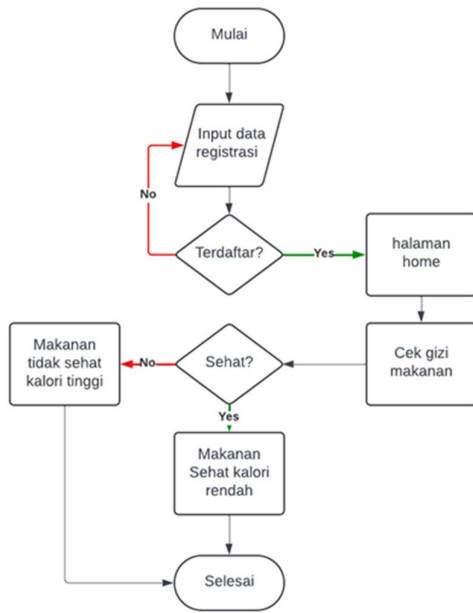 Mulai
Input data
registrasi
No
Terdaftar?
Yes
halaman
home
Cek gizi
makanan
Sehat?
No
Makanan
tidak sehat
kalori tinggi
Yes
Makanan
Sehat kalori
rendah
Selesai